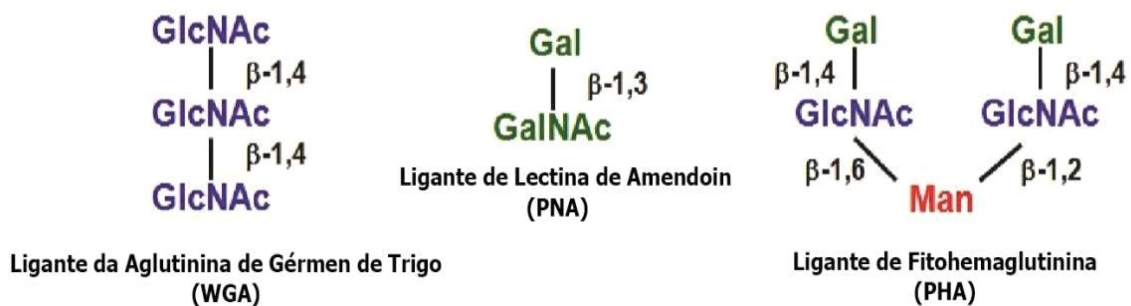 GlcNAc
β-1,4
GlcNAc
β-1,4
GlcNAc
Ligante da Aglutinina de Gérmen de Trigo
(WGA)
Gal
β-1,3
GalNAc
Ligante de Lectina de Amendoin
(PNA)
Gal Gal
β-1,4 β-1,4
GlcNAc GlcNAc
β-1,6 β-1,2
Man
Ligante de Fitohemaglutinina
(PHA)